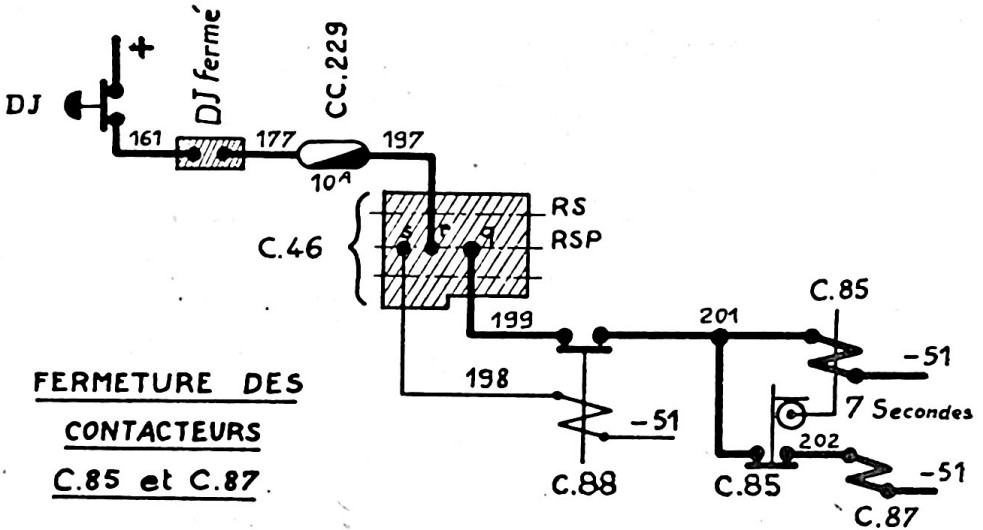 +
DJ fermé
CC.229
DJ
161
177
197
10A
RS
s r q
RSP
C.46
C.85
199
201
-51
FERMETURE DES
198
7 Secondes
CONTACTEURS
-51
202
C.85 et C.87
C.88
C.85
-51
C.87